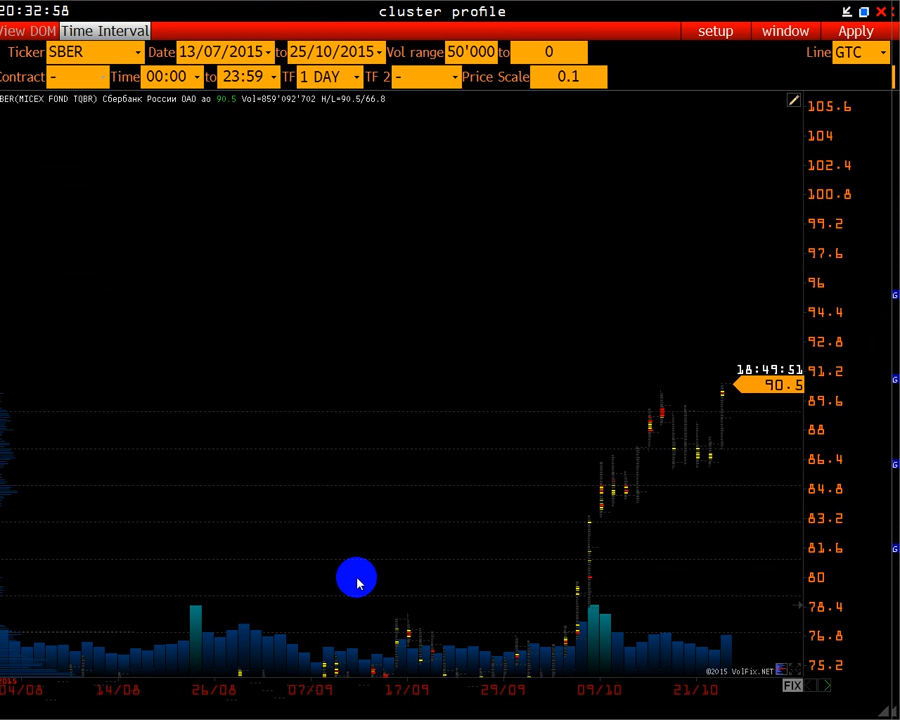 20:32:58 cluster profile
View DOM Time Interval setup window Apply
Ticker SBER Date 13/07/2015 to 25/10/2015 Vol range 50'000 to 0 Line GTC
Contract - Time 00:00 to 23:59 TF 1 DAY TF 2 - Price Scale 0.1
BER(MICEX FOND TQBR) Сбербанк России ОАО ао 90.5 Vol=859'092'702 H/L=90.5/66.8
105.6
104
102.4
100.8
99.2
97.6
96
94.4
92.8
18:49:51
91.2
90.5
89.6
88
86.4
84.8
83.2
81.6
80
78.4
76.8
75.2
©2015 VolFix.NET
2015
04/08 14/08 26/08 07/09 17/09 29/09 09/10 21/10 FIX
G
G
G
G